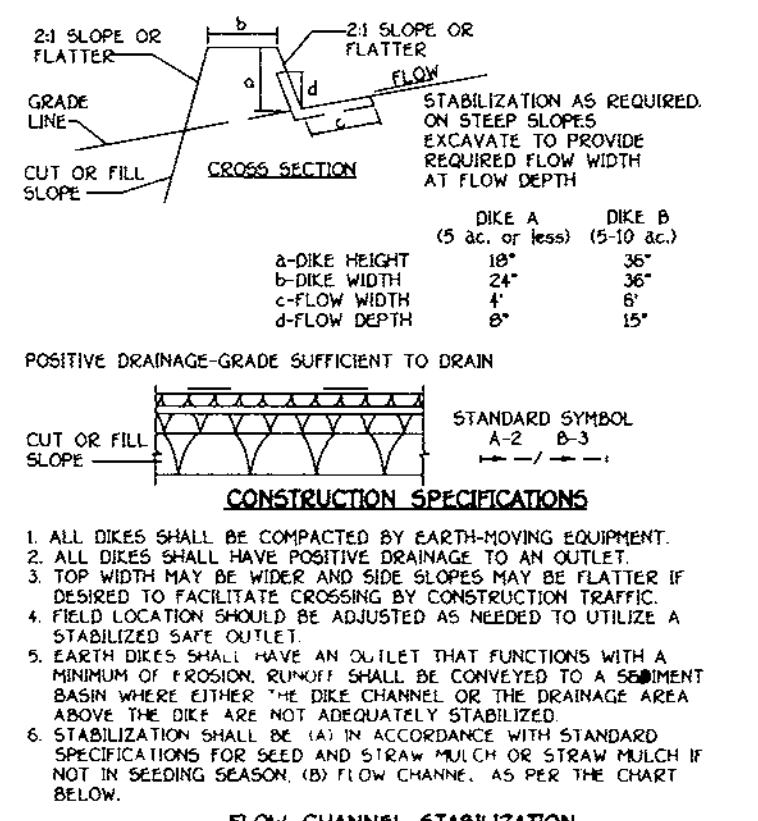 b
2:1 SLOPE OR
FLATTER
2:1 SLOPE OR
FLATTER
a
d
FLOW
c
GRADE
LINE
CUT OR FILL
SLOPE
CROSS SECTION
STABILIZATION AS REQUIRED.
ON STEEP SLOPES
EXCAVATE TO PROVIDE
REQUIRED FLOW WIDTH
AT FLOW DEPTH
DIKE A DIKE B
(5 ac. or less) (5-10 ac.)
a-DIKE HEIGHT 18" 36"
b-DIKE WIDTH 24" 36"
c-FLOW WIDTH 4' 6'
d-FLOW DEPTH 8" 15"
POSITIVE DRAINAGE-GRADE SUFFICIENT TO DRAIN
CUT OR FILL
SLOPE
STANDARD SYMBOL
A-2 B-3
CONSTRUCTION SPECIFICATIONS
1. ALL DIKES SHALL BE COMPACTED BY EARTH-MOVING EQUIPMENT.
2. ALL DIKES SHALL HAVE POSITIVE DRAINAGE TO AN OUTLET.
3. TOP WIDTH MAY BE WIDER AND SIDE SLOPES MAY BE FLATTER IF
DESIRED TO FACILITATE CROSSING BY CONSTRUCTION TRAFFIC.
4. FIELD LOCATION SHOULD BE ADJUSTED AS NEEDED TO UTILIZE A
STABILIZED SAFE OUTLET.
5. EARTH DIKES SHALL HAVE AN OUTLET THAT FUNCTIONS WITH A
MINIMUM OF EROSION. RUNOFF SHALL BE CONVEYED TO A SEDIMENT
BASIN WHERE EITHER THE DIKE CHANNEL OR THE DRAINAGE AREA
ABOVE THE DIKE ARE NOT ADEQUATELY STABILIZED.
6. STABILIZATION SHALL BE (A) IN ACCORDANCE WITH STANDARD
SPECIFICATIONS FOR SEED AND STRAW MULCH OR STRAW MULCH IF
NOT IN SEEDING SEASON, (B) FLOW CHANNEL AS PER THE CHART
BELOW.
FLOW CHANNEL STABILIZATION